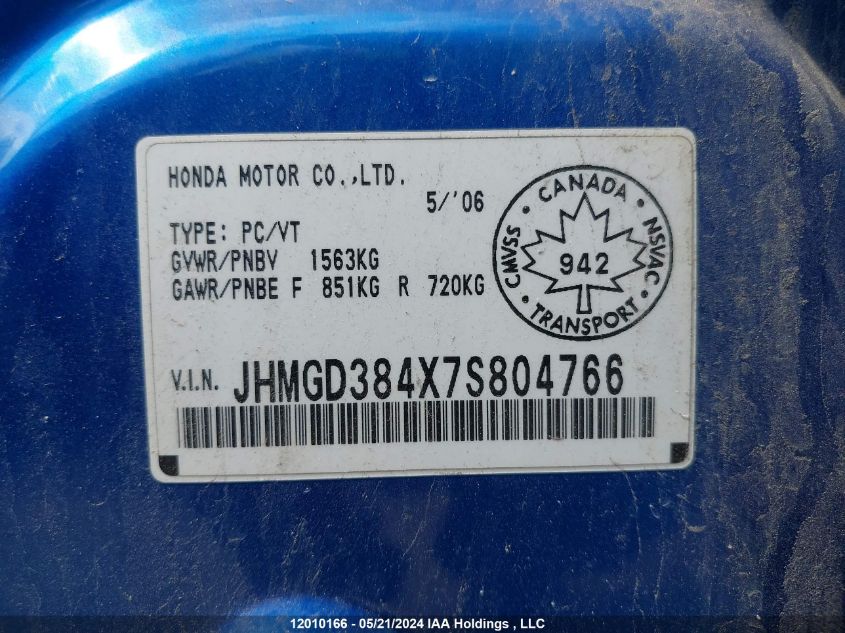 HONDA MOTOR CO.,LTD.
5/'06
TYPE: PC/VT
GVWR/PNBV 1563KG
GAWR/PNBE F 851KG R 720KG
· CANADA ·
CMVSS
942
NSVAC
· TRANSPORT ·
V.I.N. JHMGD384X7S804766
12010166 - 05/21/2024 IAA Holdings , LLC